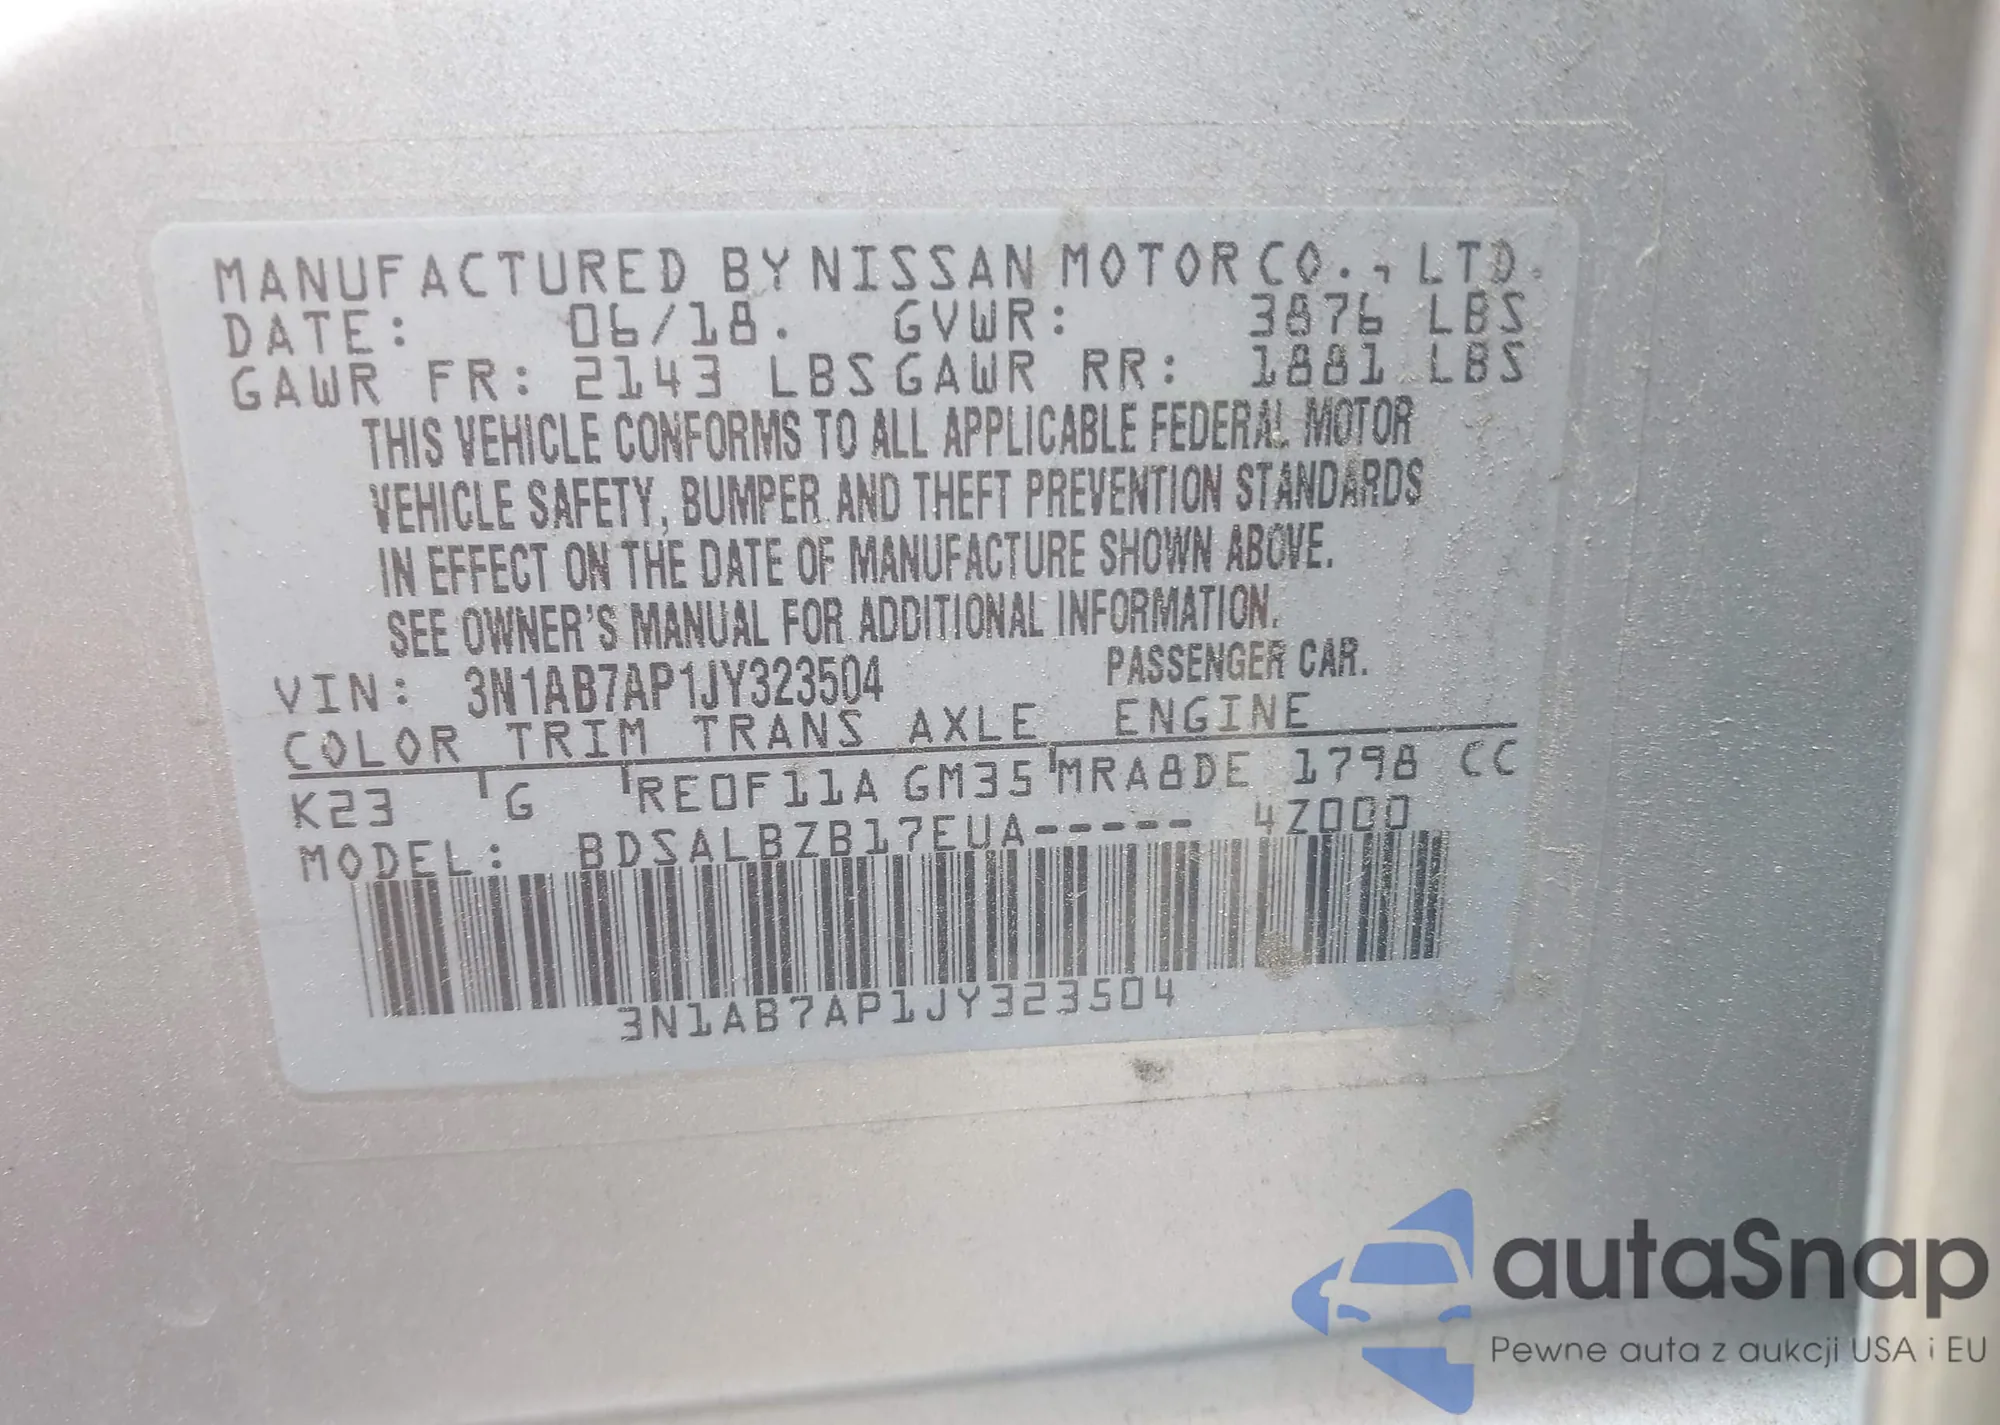 MANUFACTURED BY NISSAN MOTOR CO., LTD.
DATE: 06/18. GVWR: 3876 LBS
GAWR FR: 2143 LBS GAWR RR: 1881 LBS
THIS VEHICLE CONFORMS TO ALL APPLICABLE FEDERAL MOTOR
VEHICLE SAFETY, BUMPER AND THEFT PREVENTION STANDARDS
IN EFFECT ON THE DATE OF MANUFACTURE SHOWN ABOVE.
SEE OWNER'S MANUAL FOR ADDITIONAL INFORMATION.
VIN: 3N1AB7AP1JY323504 PASSENGER CAR.
COLOR TRIM TRANS AXLE ENGINE
K23 G RE0F11A GM35 MRA8DE 1798 CC
MODEL: BDSALBZB17EUA----- 4Z000
3N1AB7AP1JY323504
autaSnap
Pewne auta z aukcji USA i EU